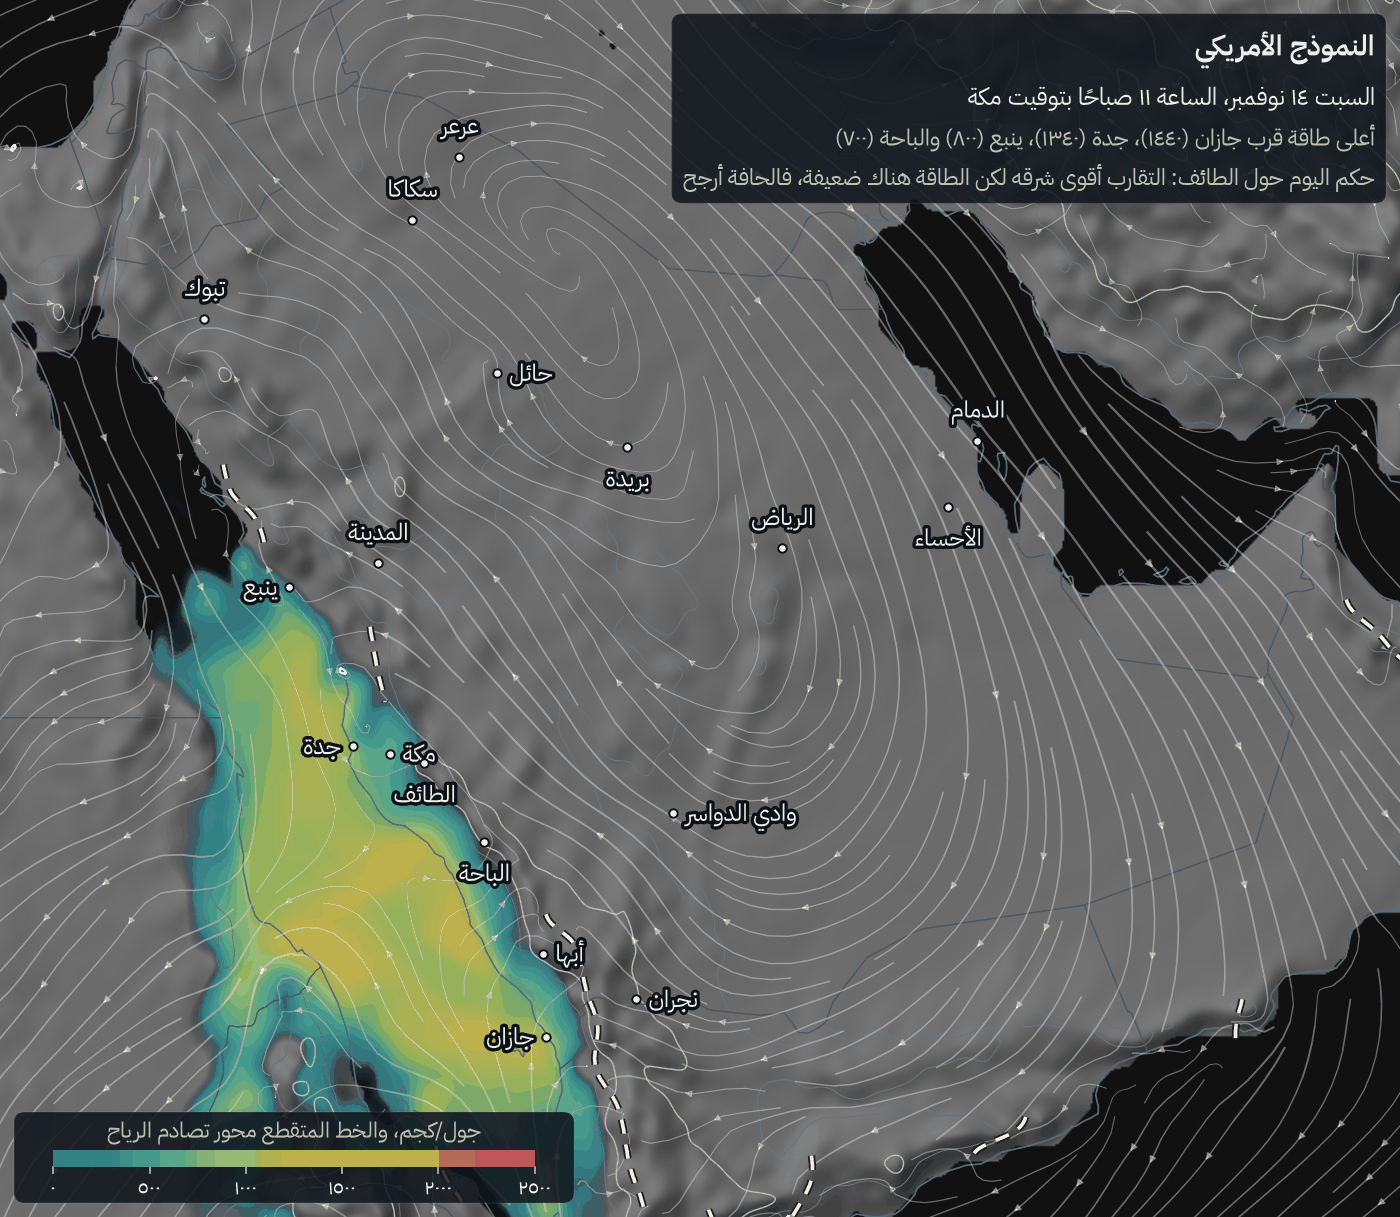 النموذج الأمريكي
السبت ١٤ نوفمبر، الساعة ١١ صباحًا بتوقيت مكة
أعلى طاقة قرب جازان (١٤٤٠)، جدة (١٣٤٠)، ينبع (٨٠٠) والباحة (٧٠٠)
حكم اليوم حول الطائف: التقارب أقوى شرقه لكن الطاقة هناك ضعيفة، فالحافة أرجح
عرعر
سكاكا
تبوك
حائل
الدمام
بريدة
الرياض
الأحساء
المدينة
ينبع
جدة
مكة
الطائف
وادي الدواسر
الباحة
أبها
نجران
جازان
جول/كجم، والخط المتقطع محور تصادم الرياح
٠ ٥٠٠ ١٠٠٠ ١٥٠٠ ٢٠٠٠ ٢٥٠٠